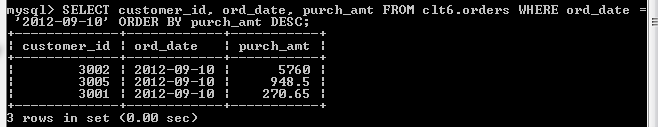 mysql> SELECT customer_id, ord_date, purch_amt FROM clt6.orders WHERE ord_date =
'2012-09-10' ORDER BY purch_amt DESC;
+-------------+------------+-----------+
| customer_id | ord_date   | purch_amt |
+-------------+------------+-----------+
|        3002 | 2012-09-10 |      5760 |
|        3005 | 2012-09-10 |     948.5 |
|        3001 | 2012-09-10 |    270.65 |
+-------------+------------+-----------+
3 rows in set (0.00 sec)